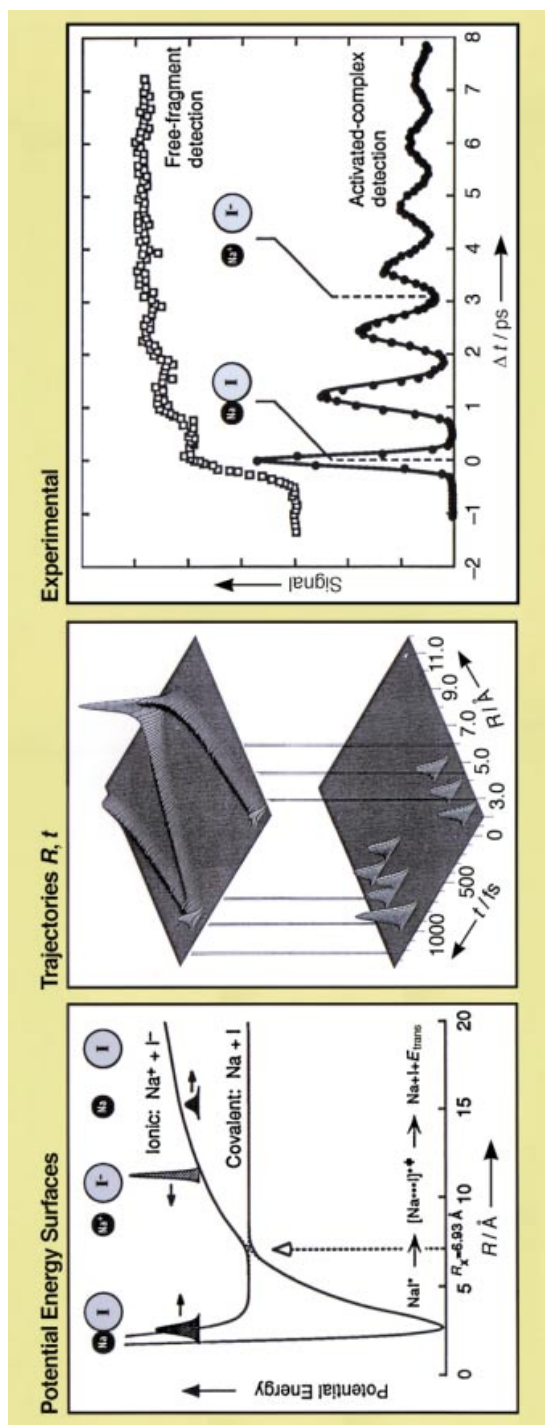 Potential Energy Surfaces
Na
I
Na⁺
I⁻
Na
I
Ionic: Na⁺ + I⁻
Covalent: Na + I
Potential Energy
Rₓ=6.93 Å
NaI* → [Na•••I]*‡ → Na+I+E_trans
0
5
10
15
20
R / Å
Trajectories R, t
1000
500
0
t / fs
3.0
5.0
7.0
9.0
11.0
R / Å
Experimental
Free-fragment
detection
Na
I
Na⁺
I⁻
Activated-complex
detection
Signal
−2
−1
0
1
2
3
4
5
6
7
8
Δ t / ps